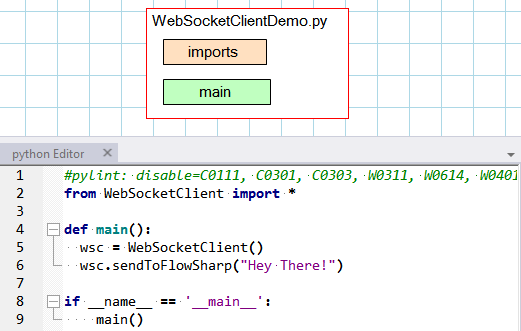 WebSocketClientDemo.py
imports
main
python Editor
1 #pylint: disable=C0111, C0301, C0303, W0311, W0614, W0401
2 from WebSocketClient import *
3
4 def main():
5   wsc = WebSocketClient()
6   wsc.sendToFlowSharp("Hey There!")
7
8 if __name__ == '__main__':
9     main()